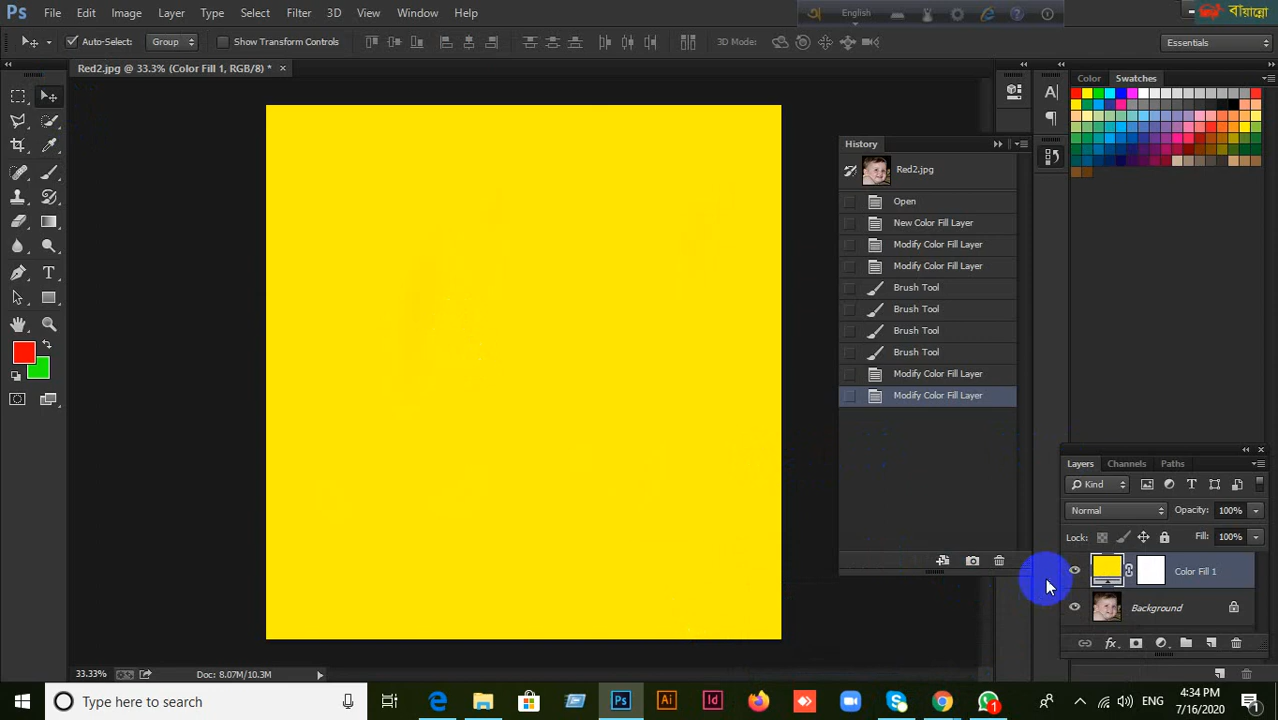 Ps File Edit Image Layer Type Select Filter 3D View Window Help
English
বায়ান্নো
Auto-Select: Group Show Transform Controls 3D Mode: Essentials
Red2.jpg @ 33.3% (Color Fill 1, RGB/8) * ×
Color Swatches
History
Red2.jpg
Open
New Color Fill Layer
Modify Color Fill Layer
Modify Color Fill Layer
Brush Tool
Brush Tool
Brush Tool
Brush Tool
Modify Color Fill Layer
Modify Color Fill Layer
Layers Channels Paths
Kind
Normal Opacity: 100%
Lock: Fill: 100%
Color Fill 1
Background
33.33% Doc: 8.07M/10.3M
Type here to search
Ps Ai Id
ENG
4:34 PM
7/16/2020